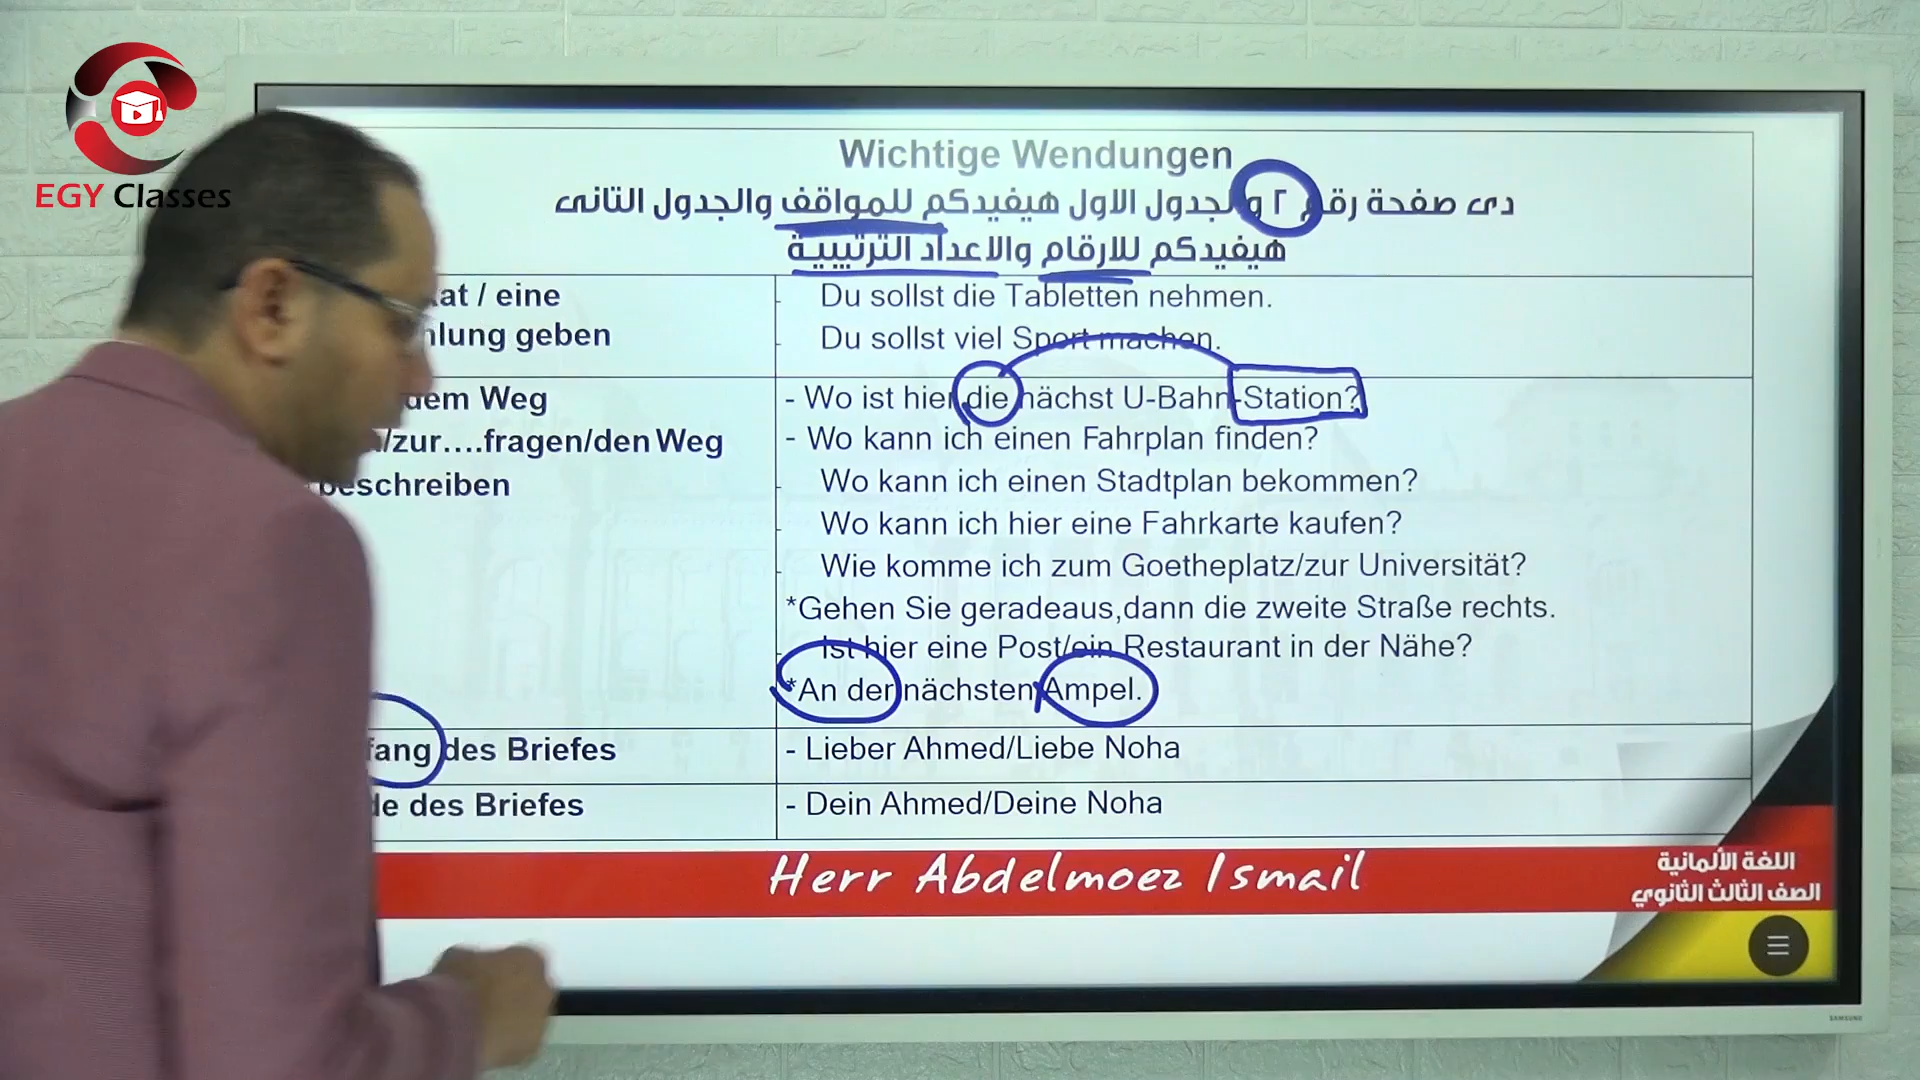 EGY Classes
Wichtige Wendungen
دى صفحة رقم ٢ والجدول الاول هيفيدكم للمواقف والجدول التانى
هيفيدكم للارقام والاعداد الترتيبية
/ eine
geben
Du sollst die Tabletten nehmen.
Du sollst viel Sport machen.
dem Weg
/zur....fragen/den Weg
beschreiben
- Wo ist hier die nächst U-Bahn-Station?
- Wo kann ich einen Fahrplan finden?
Wo kann ich einen Stadtplan bekommen?
Wo kann ich hier eine Fahrkarte kaufen?
Wie komme ich zum Goetheplatz/zur Universität?
*Gehen Sie geradeaus,dann die zweite Straße rechts.
Ist hier eine Post/ein Restaurant in der Nähe?
*An der nächsten Ampel.
des Briefes
- Lieber Ahmed/Liebe Noha
des Briefes
- Dein Ahmed/Deine Noha
Herr Abdelmoez Ismail
اللغة الألمانية
الصف الثالث الثانوي
SAMSUNG